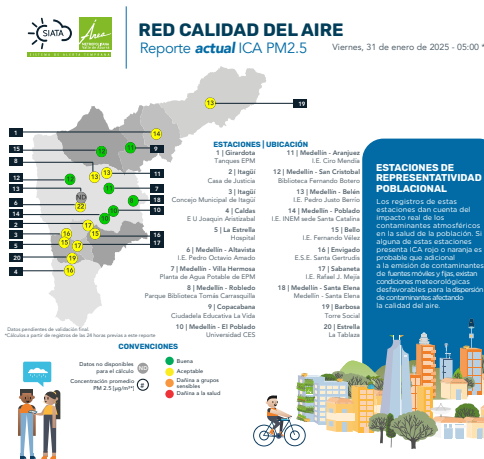 SIATA
SISTEMA DE ALERTA TEMPRANA
Área
METROPOLITANA
Valle de Aburrá
RED CALIDAD DEL AIRE
Reporte actual ICA PM2.5
Viernes, 31 de enero de 2025 - 05:00 *
13
19
1
14
15
12
11
9
8
13
13
11
12
12
13
11
7
ND
8
18
6
22
10
10
14
10
2
17
3
16
15
16
17
5
15
17
20
19
4
16
ESTACIONES | UBICACIÓN
1 | Girardota
Tanques EPM
2 | Itagüí
Casa de Justicia
3 | Itagüí
Concejo Municipal de Itagüí
4 | Caldas
E U Joaquín Aristizabal
5 | La Estrella
Hospital
6 | Medellín - Altavista
I.E. Pedro Octavio Amado
7 | Medellín - Villa Hermosa
Planta de Agua Potable de EPM
8 | Medellín - Robledo
Parque Biblioteca Tomás Carrasquilla
9 | Copacabana
Ciudadela Educativa La Vida
10 | Medellín - El Poblado
Universidad CES
11 | Medellín - Aranjuez
I.E. Ciro Mendía
12 | Medellín - San Cristobal
Biblioteca Fernando Botero
13 | Medellín - Belén
I.E. Pedro Justo Berrio
14 | Medellín - Poblado
I.E. INEM sede Santa Catalina
15 | Bello
I.E. Fernando Vélez
16 | Envigado
E.S.E. Santa Gertrudis
17 | Sabaneta
I.E. Rafael J. Mejía
18 | Medellín - Santa Elena
Medellín - Santa Elena
19 | Barbosa
Torre Social
20 | Estrella
La Tablaza
ESTACIONES DE
REPRESENTATIVIDAD
POBLACIONAL
Los registros de estas
estaciones dan cuenta del
impacto real de los
contaminantes atmosféricos
en la salud de la población. Si
alguna de estas estaciones
presenta ICA rojo o naranja es
probable que adicional
a la emisión de contaminantes
de fuentes móviles y fijas, existan
condiciones meteorológicas
desfavorables para la dispersión
de contaminantes afectando
la calidad del aire.
Datos pendientes de validación final.
*Cálculos a partir de registros de las 24 horas previas a este reporte
CONVENCIONES
Datos no disponibles
para el cálculo
ND
Concentración promedio
PM 2.5 (µg/m³*)
#
Buena
Aceptable
Dañina a grupos
sensibles
Dañina a la salud